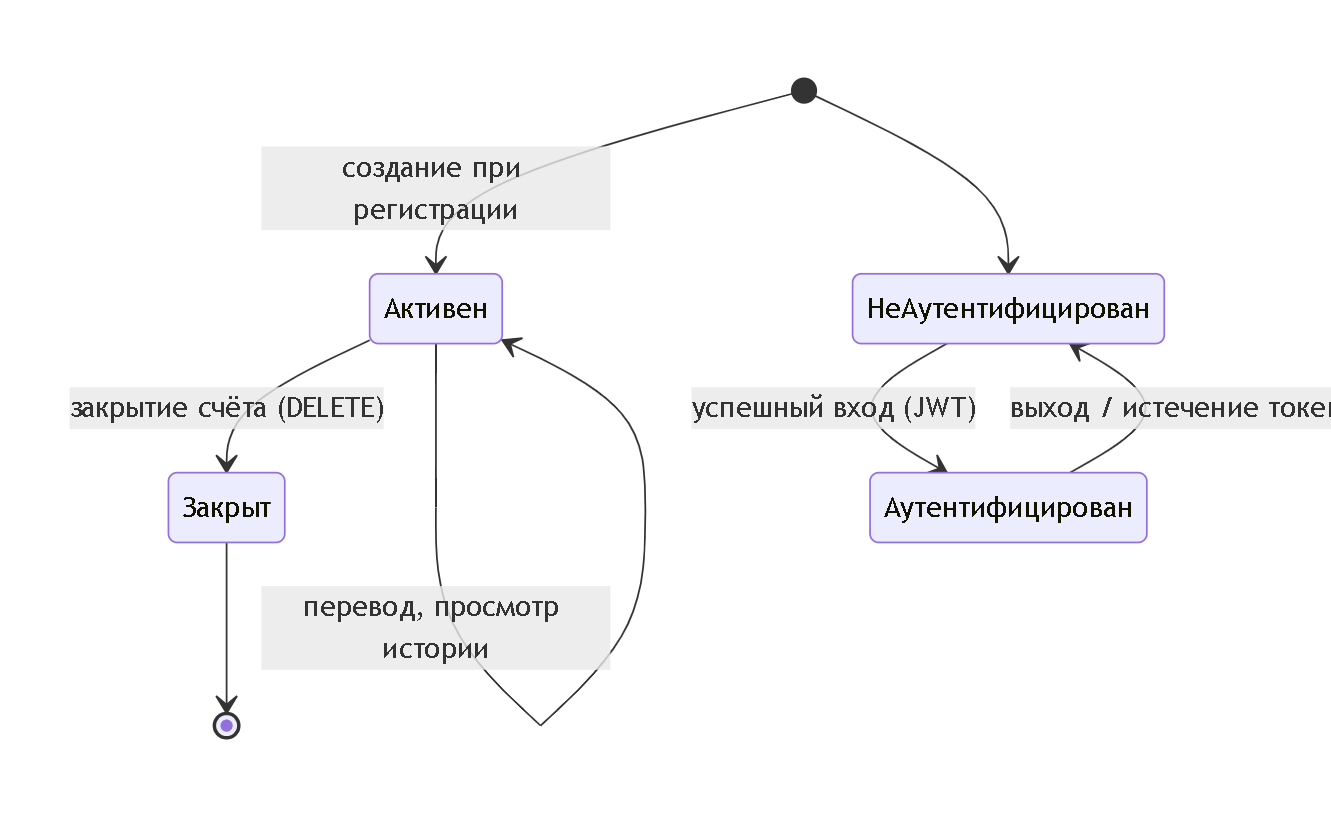 создание при
регистрации
Активен
НеАутентифицирован
закрытие счёта (DELETE)
успешный вход (JWT)
выход / истечение
Закрыт
Аутентифицирован
перевод, просмотр
истории